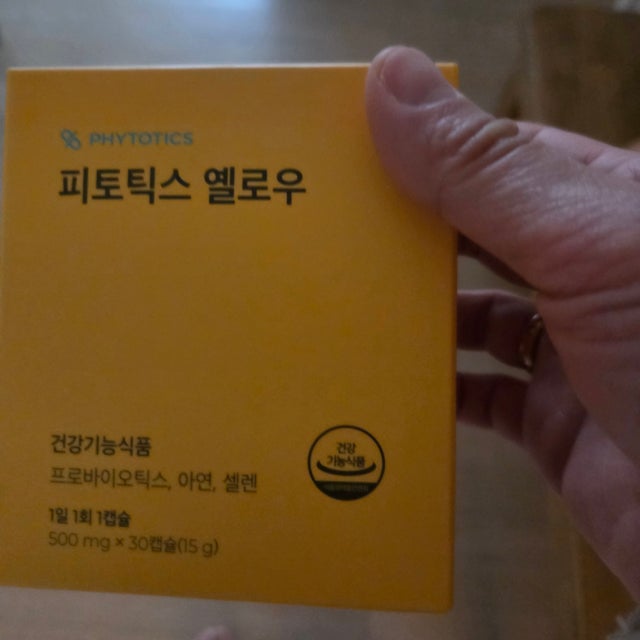 PHYTOTICS
피토틱스 옐로우
건강기능식품
프로바이오틱스, 아연, 셀렌
1일 1회 1캡슐
500 mg × 30캡슐(15 g)
건강
기능식품